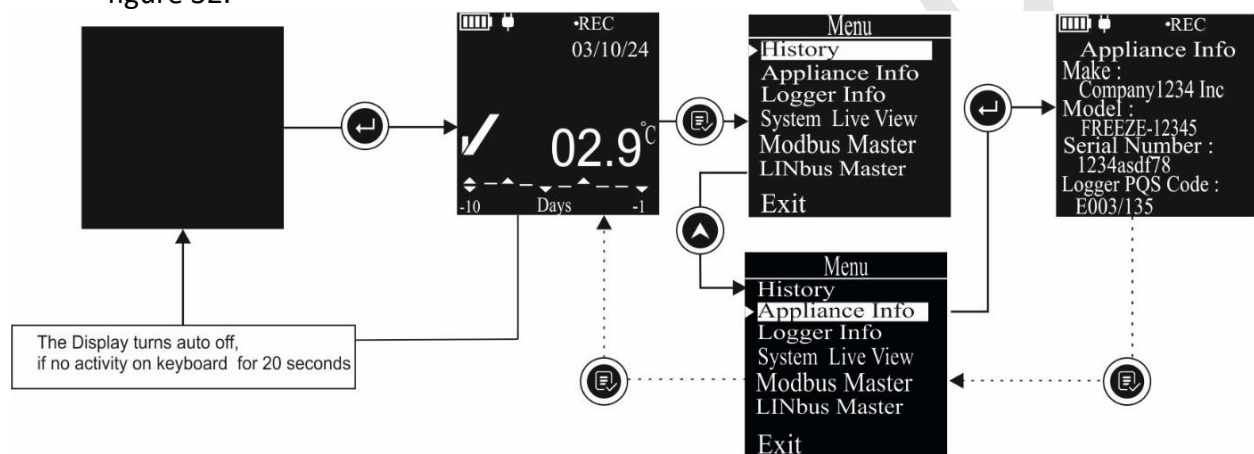 figure 32.
•REC
03/10/24
02.9°C
-10 Days -1
Menu
History
Appliance Info
Logger Info
System Live View
Modbus Master
LINbus Master
Exit
•REC
Appliance Info
Make :
Company1234 Inc
Model :
FREEZE-12345
Serial Number :
1234asdf78
Logger PQS Code :
E003/135
The Display turns auto off,
if no activity on keyboard for 20 seconds
Menu
History
Appliance Info
Logger Info
System Live View
Modbus Master
LINbus Master
Exit